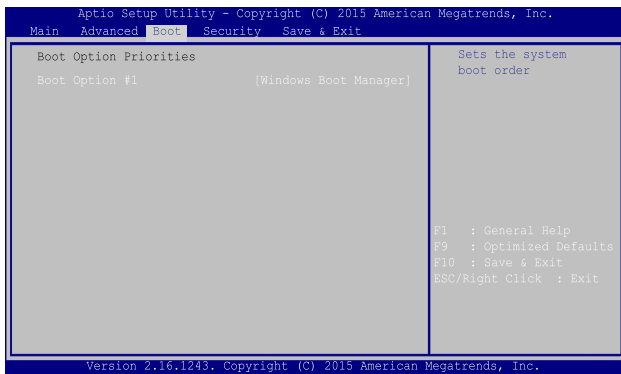 Aptio Setup Utility - Copyright (C) 2015 American Megatrends, Inc.
Main Advanced Boot Security Save & Exit
Boot Option Priorities
Boot Option #1 [Windows Boot Manager]
Sets the system
boot order
F1 : General Help
F9 : Optimized Defaults
F10 : Save & Exit
ESC/Right Click : Exit
Version 2.16.1243. Copyright (C) 2015 American Megatrends, Inc.